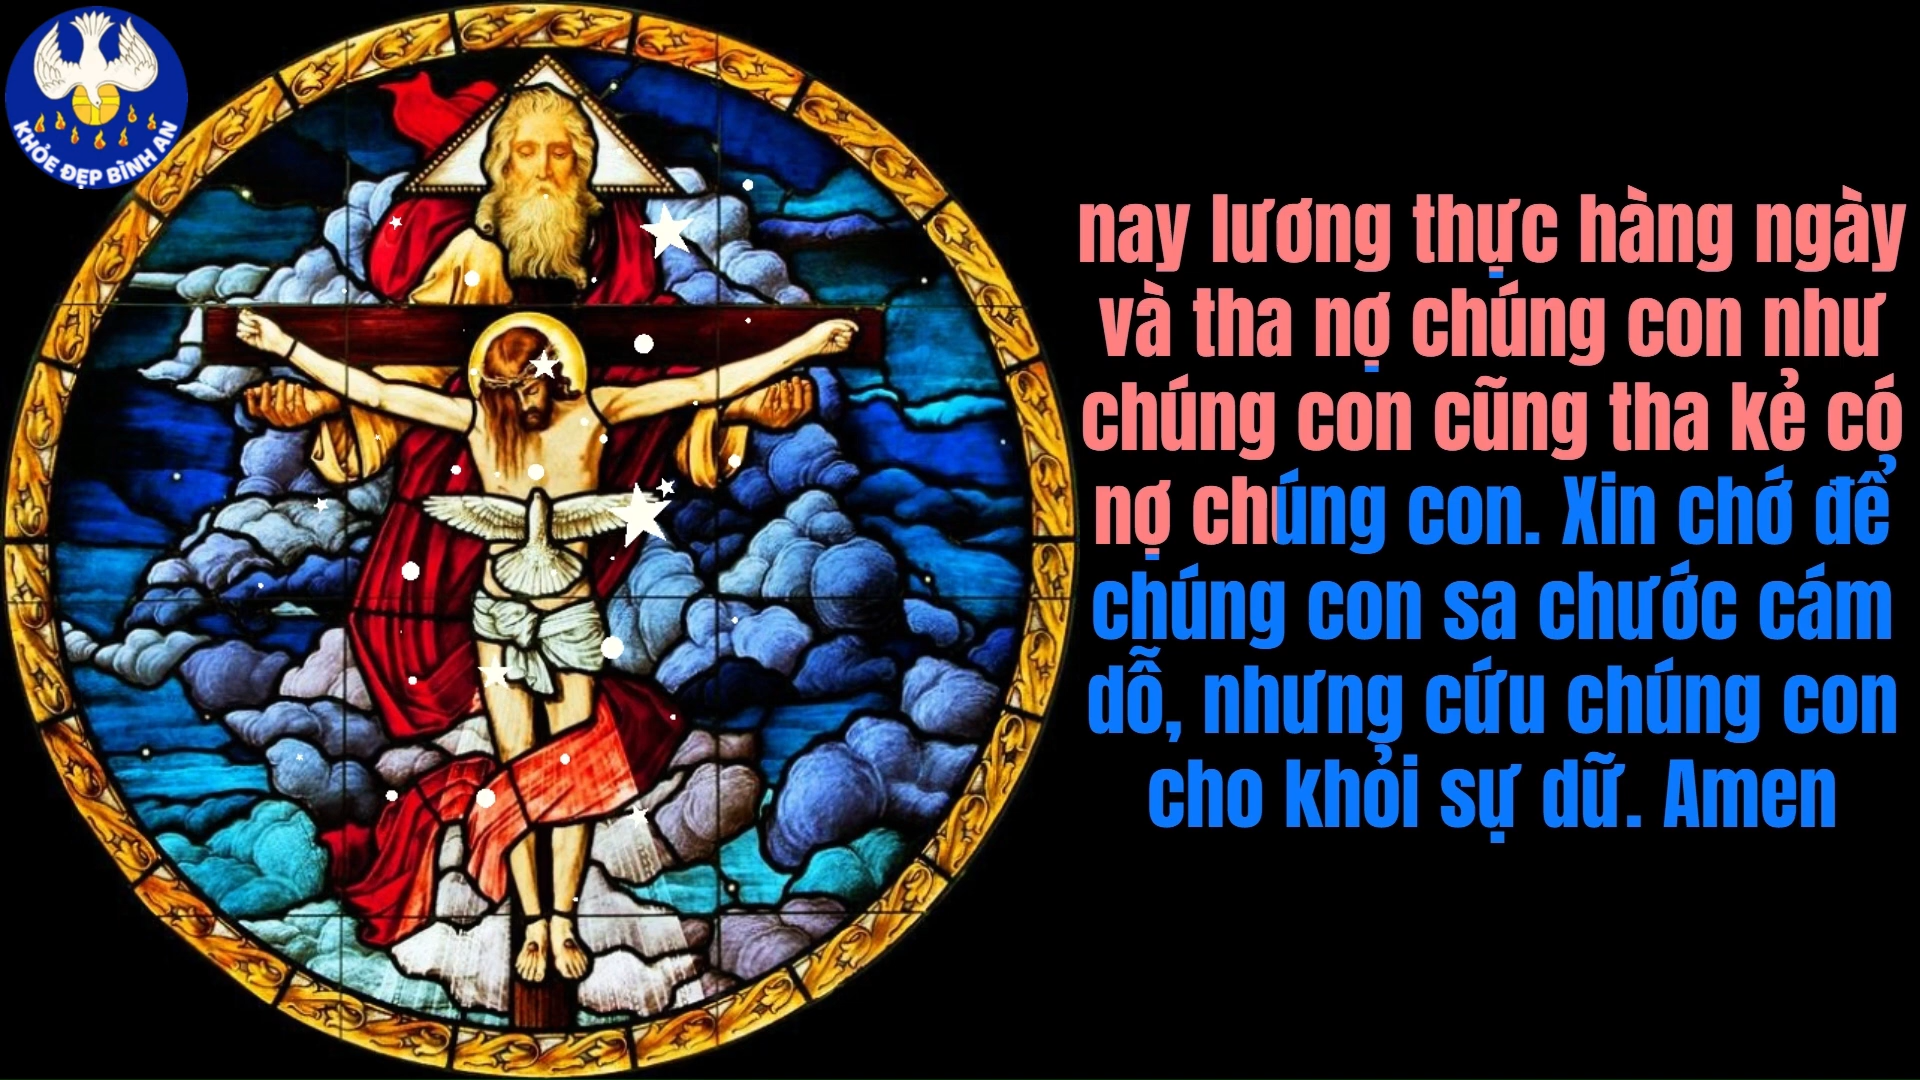 KHỎE ĐẸP BÌNH AN
nay lương thực hàng ngày
và tha nợ chúng con như
chúng con cũng tha kẻ có
nợ chúng con. Xin chớ để
chúng con sa chước cám
dỗ, nhưng cứu chúng con
cho khỏi sự dữ. Amen